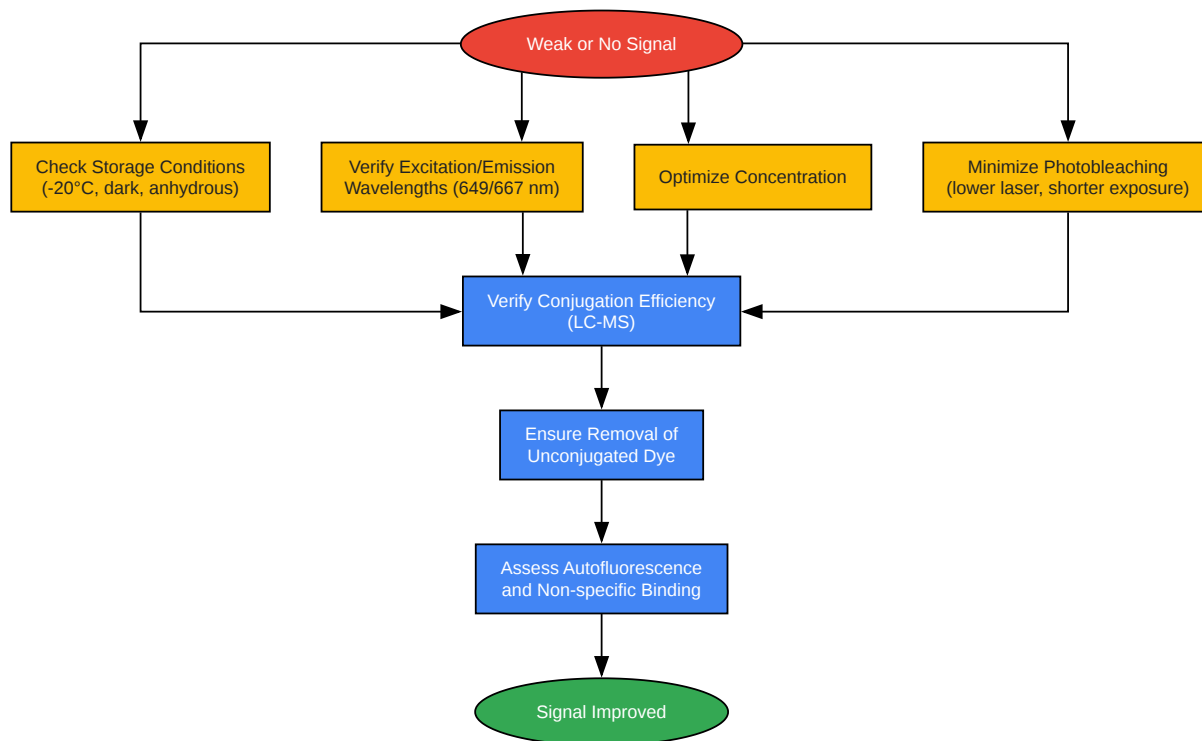 Weak or No Signal
Check Storage Conditions
(-20°C, dark, anhydrous)
Verify Excitation/Emission
Wavelengths (649/667 nm)
Optimize Concentration
Minimize Photobleaching
(lower laser, shorter exposure)
Verify Conjugation Efficiency
(LC-MS)
Ensure Removal of
Unconjugated Dye
Assess Autofluorescence
and Non-specific Binding
Signal Improved